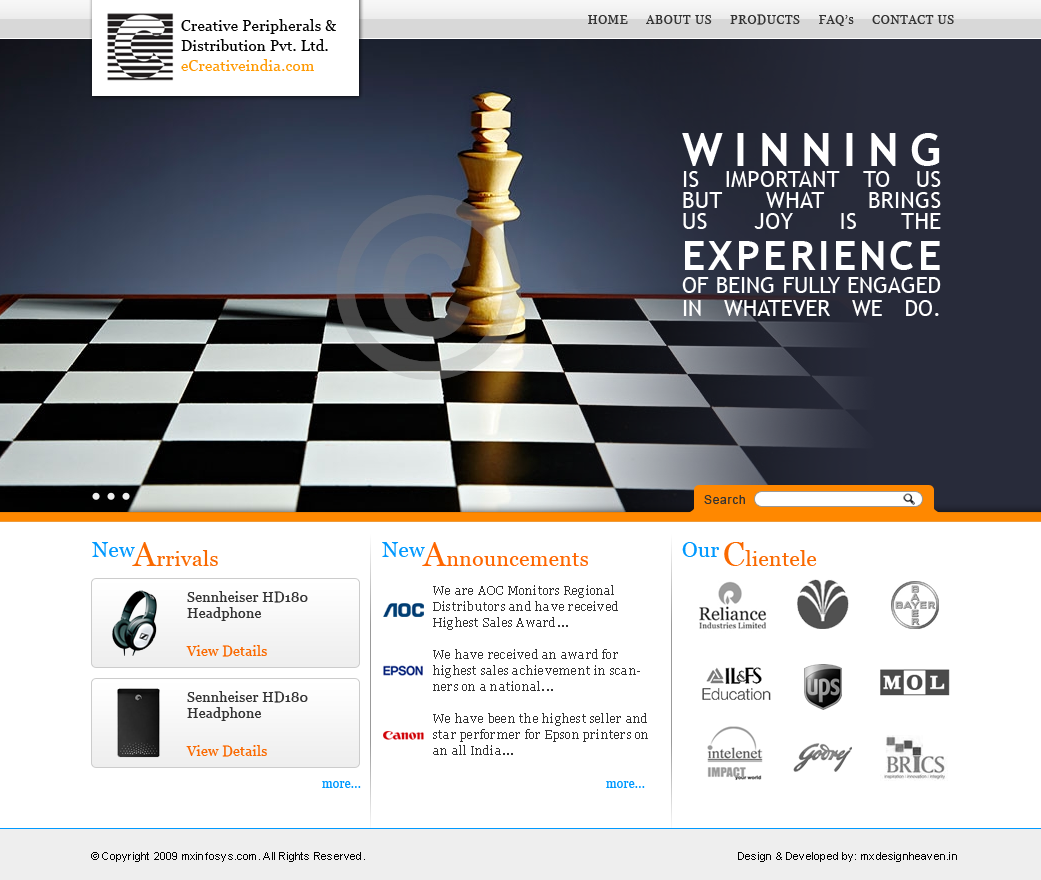 Creative Peripherals &
Distribution Pvt. Ltd.
eCreativeindia.com
HOME ABOUT US PRODUCTS FAQ's CONTACT US
WINNING
IS IMPORTANT TO US
BUT WHAT BRINGS
US JOY IS THE
EXPERIENCE
OF BEING FULLY ENGAGED
IN WHATEVER WE DO.
©
Search
New Arrivals
Sennheiser HD180
Headphone
View Details
Sennheiser HD180
Headphone
View Details
more...
New Announcements
AOC
We are AOC Monitors Regional
Distributors and have received
Highest Sales Award...
EPSON
We have received an award for
highest sales achievement in scan-
ners on a national...
Canon
We have been the highest seller and
star performer for Epson printers on
an all India...
more...
Our Clientele
Reliance
Industries Limited
BAYER
BAYER
IL&FS
Education
ups
MOL
intelenet
IMPACT your world
Godrej
BRICS
inspiration / innovation / integrity
© Copyright 2009 mxinfosys.com. All Rights Reserved.
Design & Developed by: mxdesignheaven.in